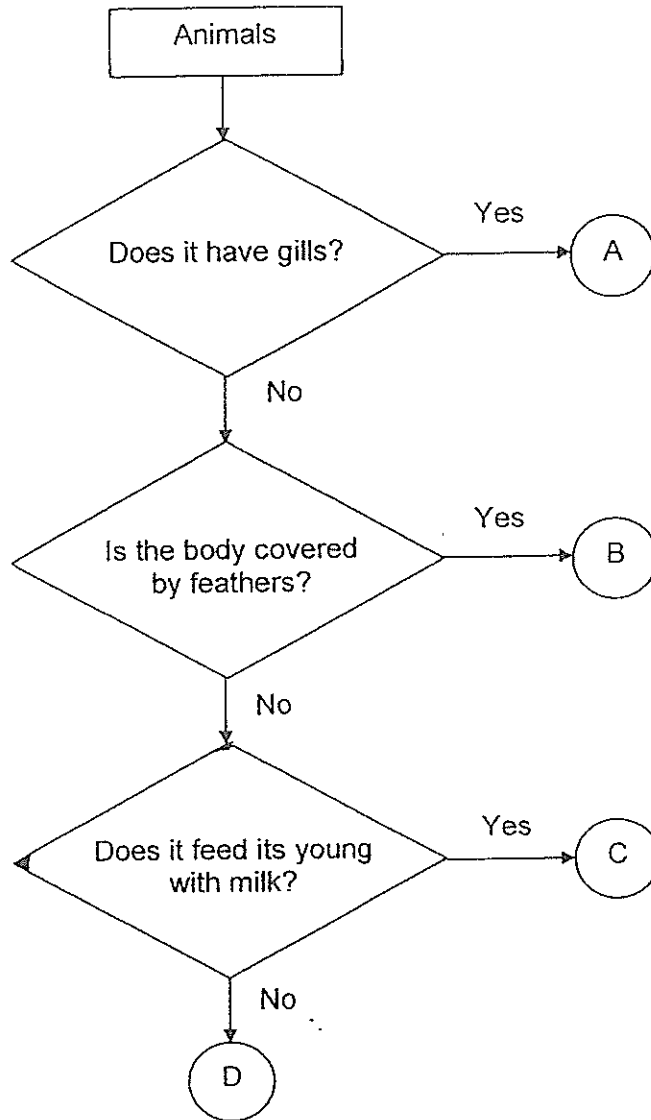 Animals
Does it have gills?
Yes
A
No
Is the body covered
by feathers?
Yes
B
No
Does it feed its young
with milk?
Yes
C
No
D